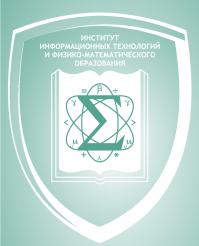 ИНСТИТУТ
ИНФОРМАЦИОННЫХ ТЕХНОЛОГИЙ
И ФИЗИКО-МАТЕМАТИЧЕСКОГО
ОБРАЗОВАНИЯ
Σ